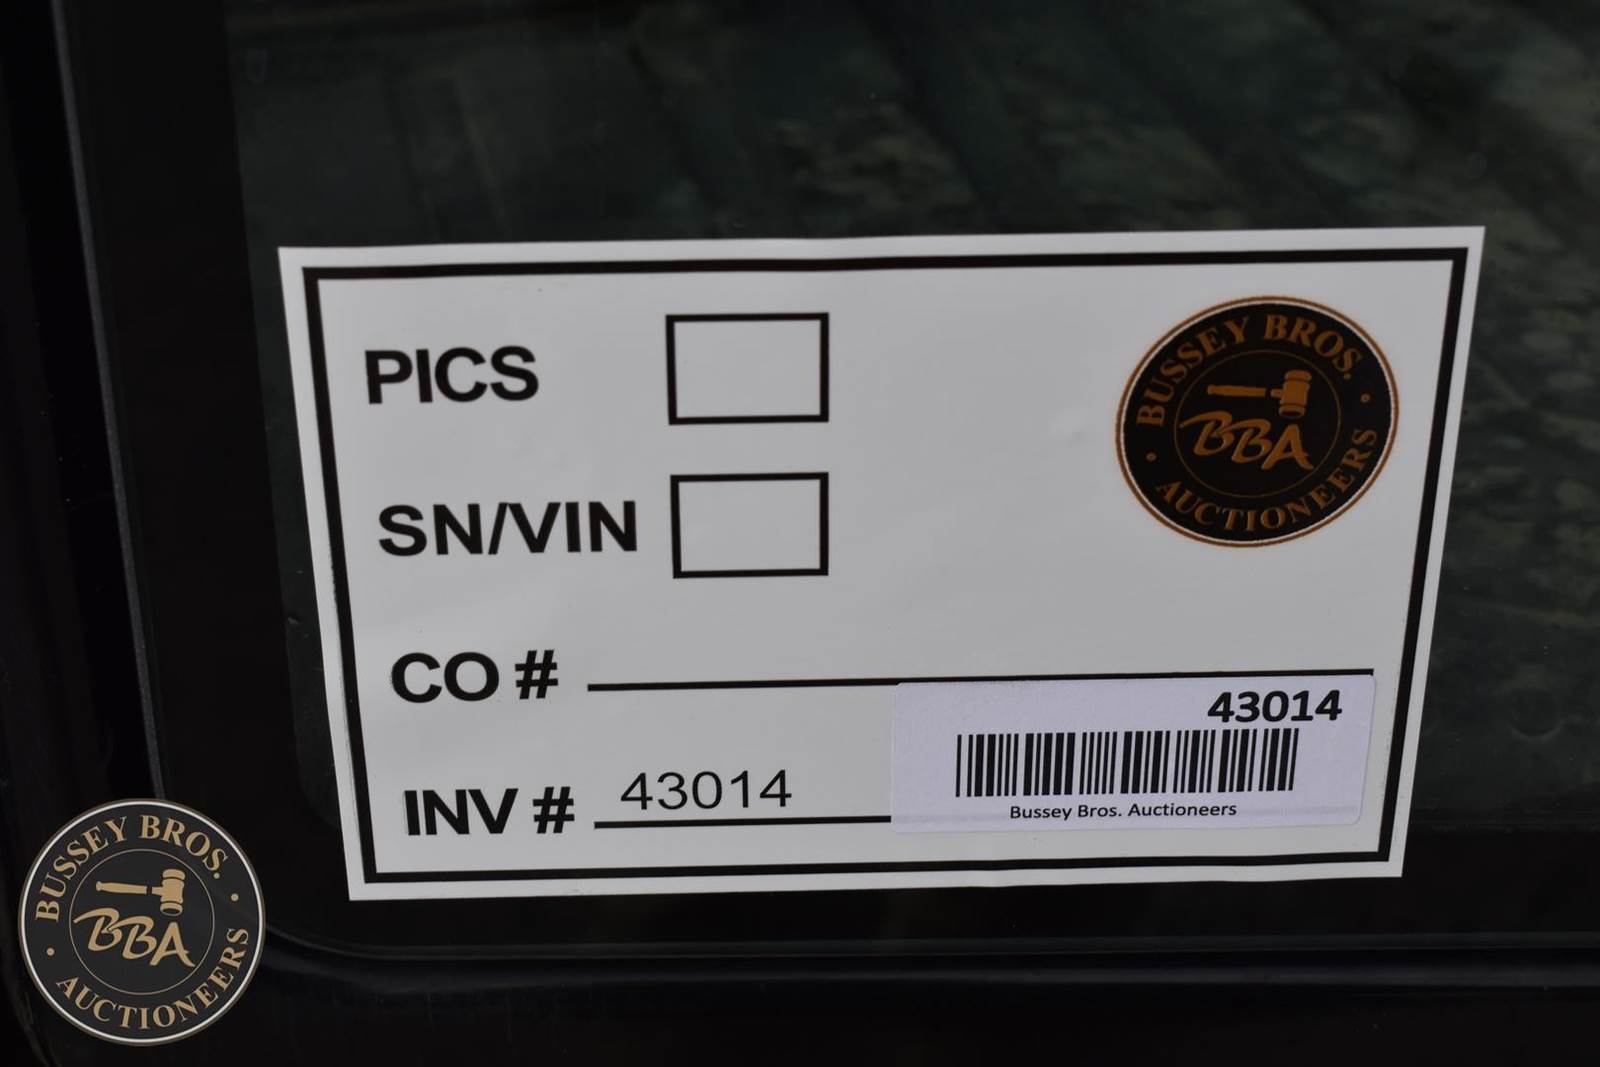 PICS
BUSSEY BROS.
BBA
AUCTIONEERS
SN/VIN
CO #
43014
INV # 43014
Bussey Bros. Auctioneers
BUSSEY BROS.
BBA
AUCTIONEERS